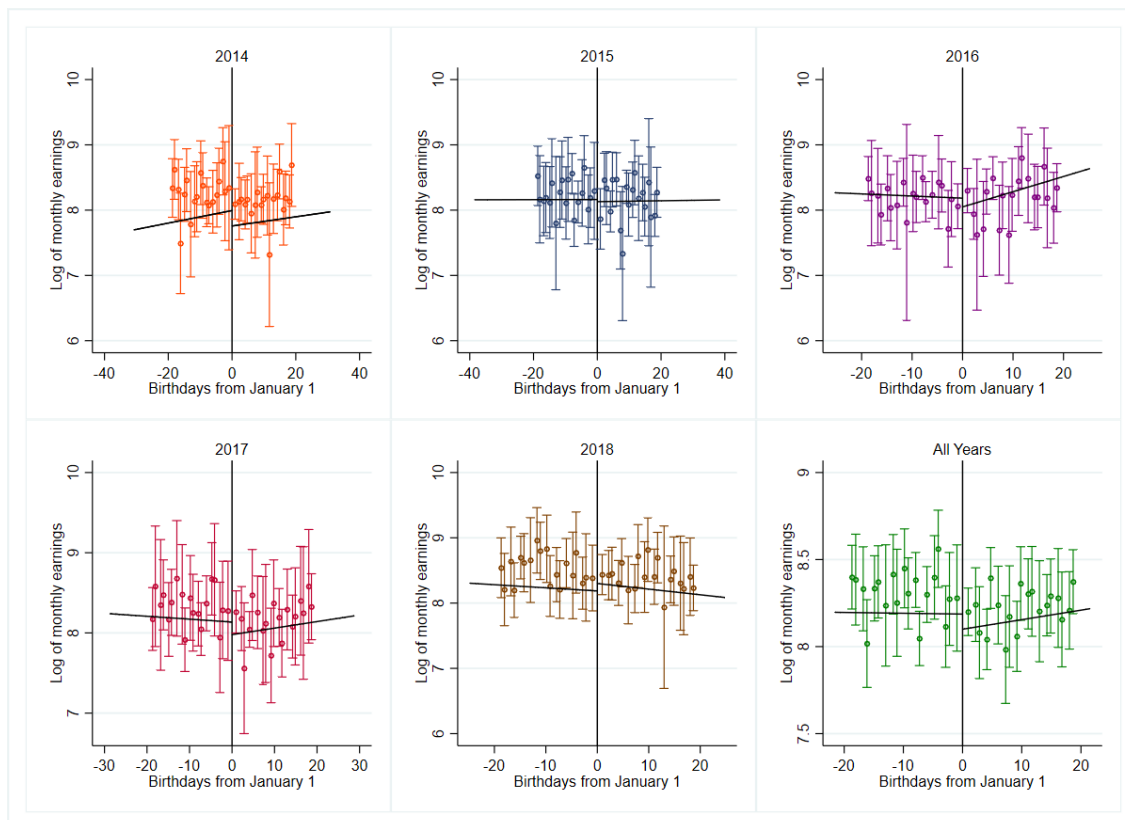 2014
Log of monthly earnings
10
9
8
7
6
-40 -20 0 20 40
Birthdays from January 1
2015
Log of monthly earnings
10
9
8
7
6
-40 -20 0 20 40
Birthdays from January 1
2016
Log of monthly earnings
10
9
8
7
6
-20 -10 0 10 20
Birthdays from January 1
2017
Log of monthly earnings
10
9
8
7
-30 -20 -10 0 10 20 30
Birthdays from January 1
2018
Log of monthly earnings
10
9
8
7
6
-20 -10 0 10 20
Birthdays from January 1
All Years
Log of monthly earnings
9
8.5
8
7.5
-20 -10 0 10 20
Birthdays from January 1